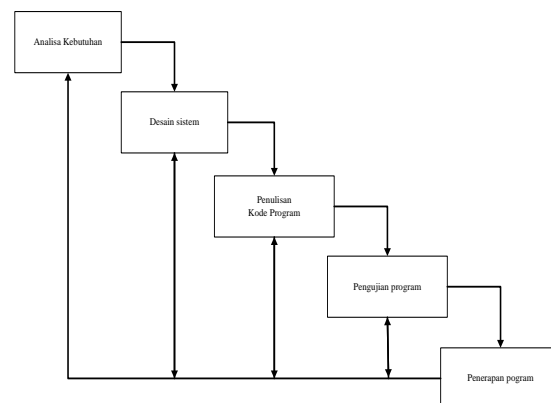 Analisa Kebutuhan
Desain sistem
Penulisan
Kode Program
Pengujian program
Penerapan pogram